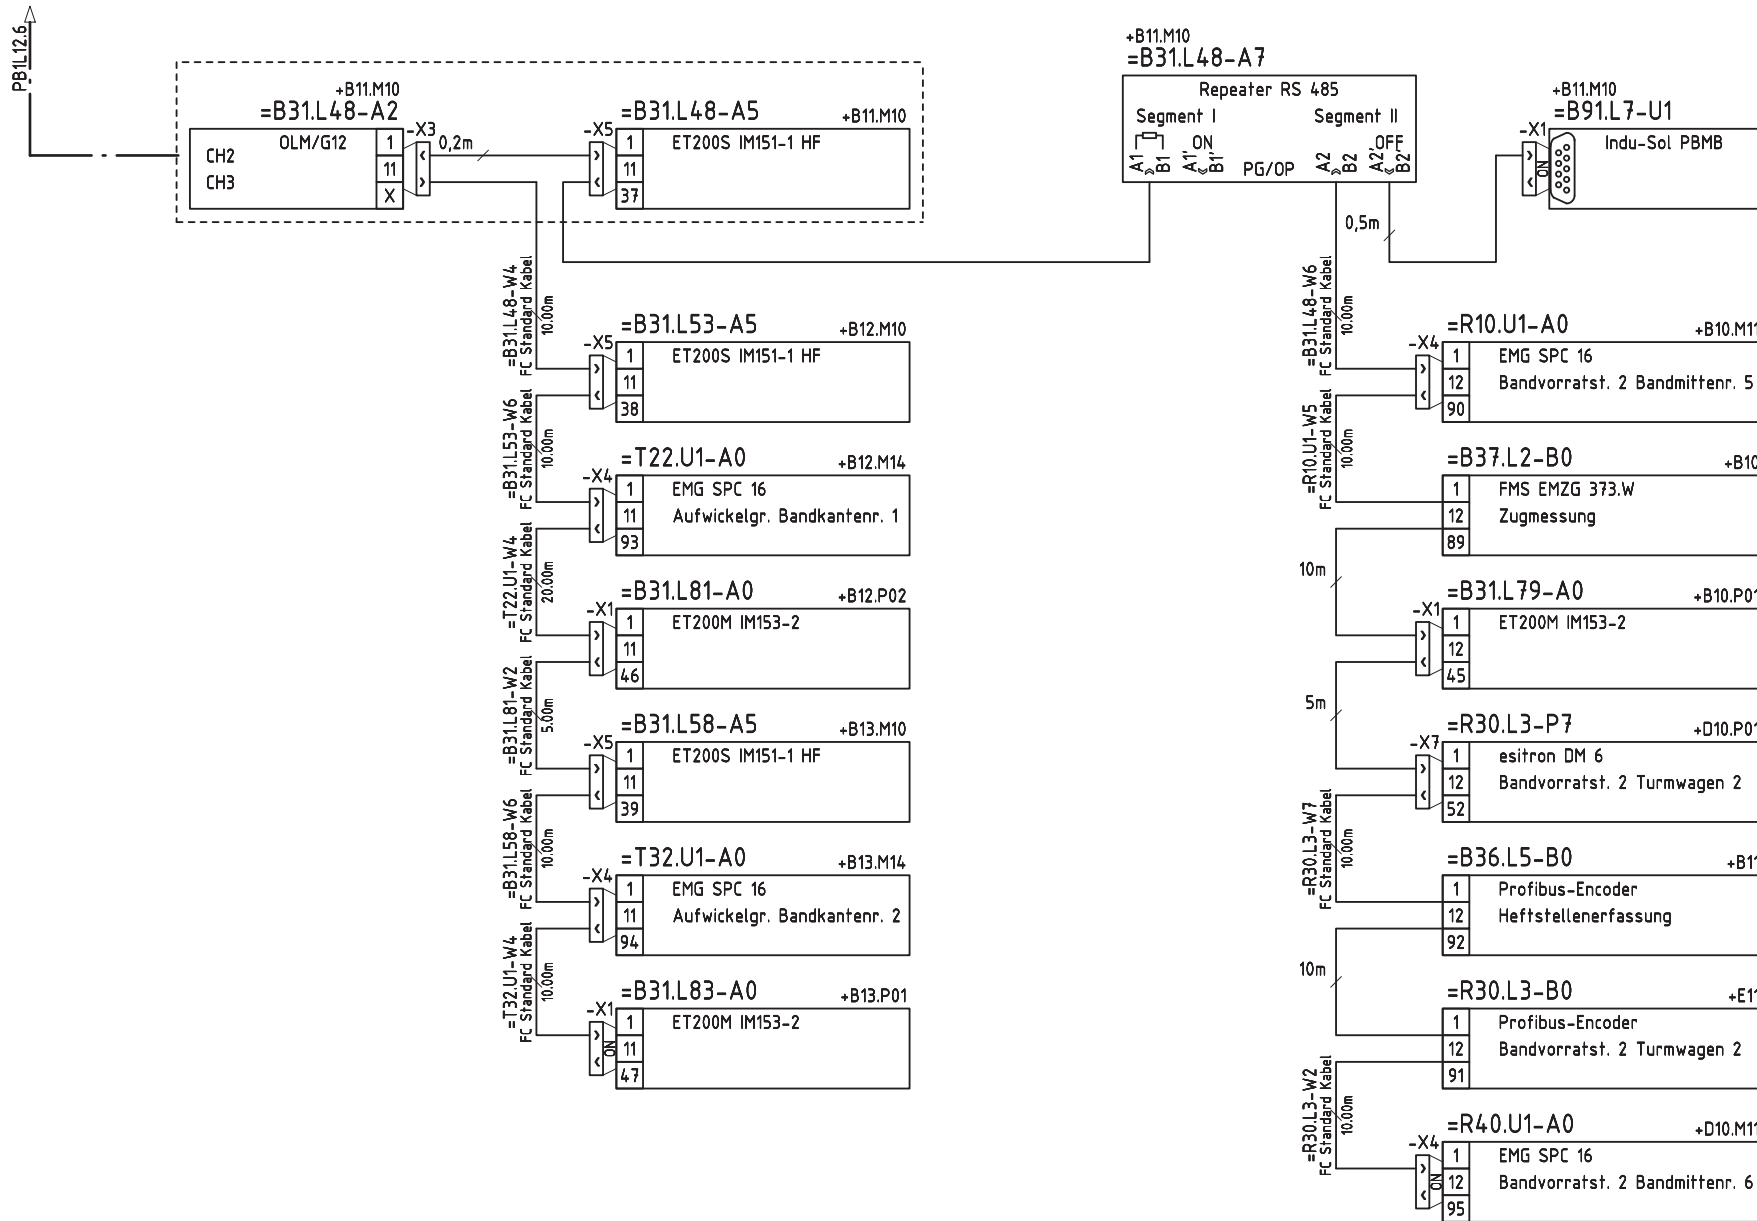 PB1L12.6
+B11.M10
=B31.L48-A2
OLM/G12
CH2
CH3
1
11
X
-X3
0,2m
=B31.L48-A5
+B11.M10
-X5
ET200S IM151-1 HF
1
11
37
+B11.M10
=B31.L48-A7
Repeater RS 485
Segment I
Segment II
ON
OFF
A1
B1
A1'
B1'
PG/OP
A2
B2
A2'
B2'
0,5m
+B11.M10
=B91.L7-U1
-X1
ON
Indu-Sol PBMB
=B31.L48-W4
FC Standard Kabel
10.00m
=B31.L53-A5
+B12.M10
-X5
ET200S IM151-1 HF
1
11
38
=B31.L53-W6
FC Standard Kabel
10.00m
=T22.U1-A0
+B12.M14
-X4
EMG SPC 16
Aufwickelgr. Bandkantenr. 1
1
11
93
=T22.U1-W4
FC Standard Kabel
20.00m
=B31.L81-A0
+B12.P02
-X1
ET200M IM153-2
1
11
46
=B31.L81-W2
FC Standard Kabel
5.00m
=B31.L58-A5
+B13.M10
-X5
ET200S IM151-1 HF
1
11
39
=B31.L58-W6
FC Standard Kabel
10.00m
=T32.U1-A0
+B13.M14
-X4
EMG SPC 16
Aufwickelgr. Bandkantenr. 2
1
11
94
=T32.U1-W4
FC Standard Kabel
10.00m
=B31.L83-A0
+B13.P01
-X1
ON
ET200M IM153-2
1
11
47
=B31.L48-W6
FC Standard Kabel
10.00m
=R10.U1-A0
+B10.M11
-X4
EMG SPC 16
Bandvorratst. 2 Bandmittenr. 5
1
12
90
=R10.U1-W5
FC Standard Kabel
10.00m
=B37.L2-B0
+B10
FMS EMZG 373.W
Zugmessung
1
12
89
10m
=B31.L79-A0
+B10.P01
-X1
ET200M IM153-2
1
12
45
5m
=R30.L3-P7
+D10.P01
-X7
esitron DM 6
Bandvorratst. 2 Turmwagen 2
1
12
52
=R30.L3-W7
FC Standard Kabel
10.00m
=B36.L5-B0
+B11
Profibus-Encoder
Heftstellenerfassung
1
12
92
10m
=R30.L3-B0
+E11
Profibus-Encoder
Bandvorratst. 2 Turmwagen 2
1
12
91
=R30.L3-W2
FC Standard Kabel
10.00m
=R40.U1-A0
+D10.M11
-X4
ON
EMG SPC 16
Bandvorratst. 2 Bandmittenr. 6
1
12
95